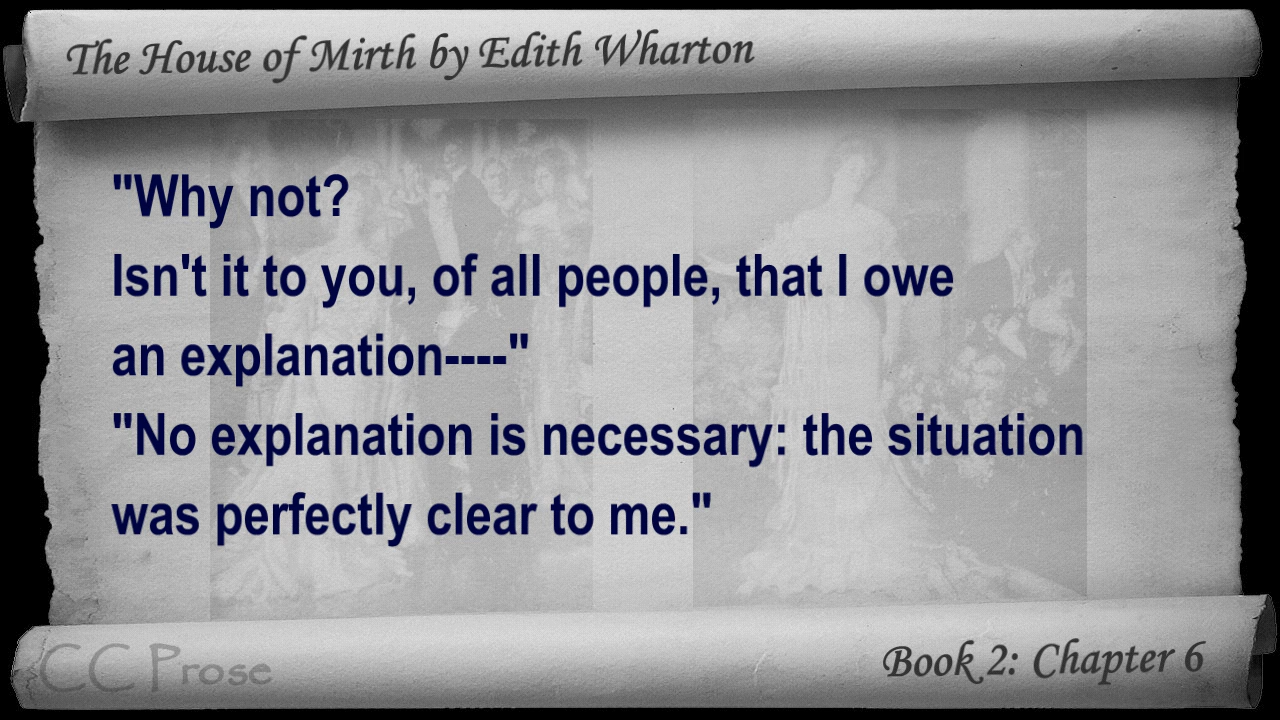 The House of Mirth by Edith Wharton
"Why not?
Isn't it to you, of all people, that I owe
an explanation----"
"No explanation is necessary: the situation
was perfectly clear to me."
CC Prose
Book 2: Chapter 6